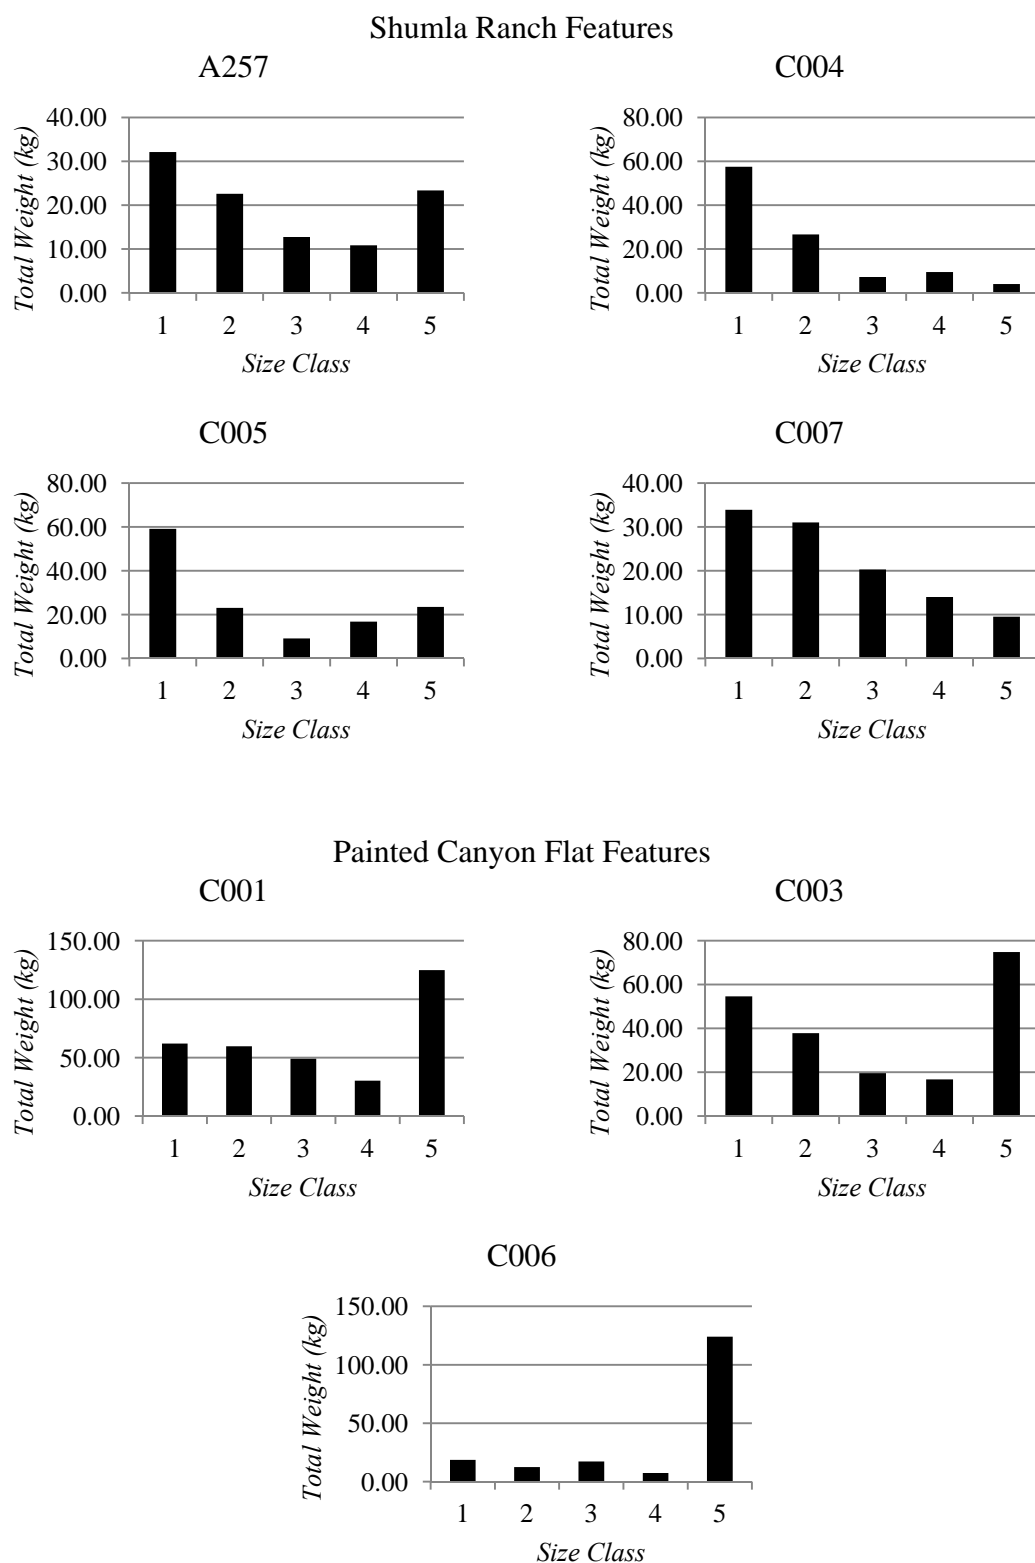 Shumla Ranch Features
A257
C004
Total Weight (kg)
40.00
30.00
20.00
10.00
0.00
1 2 3 4 5
Size Class
Total Weight (kg)
80.00
60.00
40.00
20.00
0.00
1 2 3 4 5
Size Class
C005
C007
Total Weight (kg)
80.00
60.00
40.00
20.00
0.00
1 2 3 4 5
Size Class
Total Weight (kg)
40.00
30.00
20.00
10.00
0.00
1 2 3 4 5
Size Class
Painted Canyon Flat Features
C001
C003
Total Weight (kg)
150.00
100.00
50.00
0.00
1 2 3 4 5
Size Class
Total Weight (kg)
80.00
60.00
40.00
20.00
0.00
1 2 3 4 5
Size Class
C006
Total Weight (kg)
150.00
100.00
50.00
0.00
1 2 3 4 5
Size Class